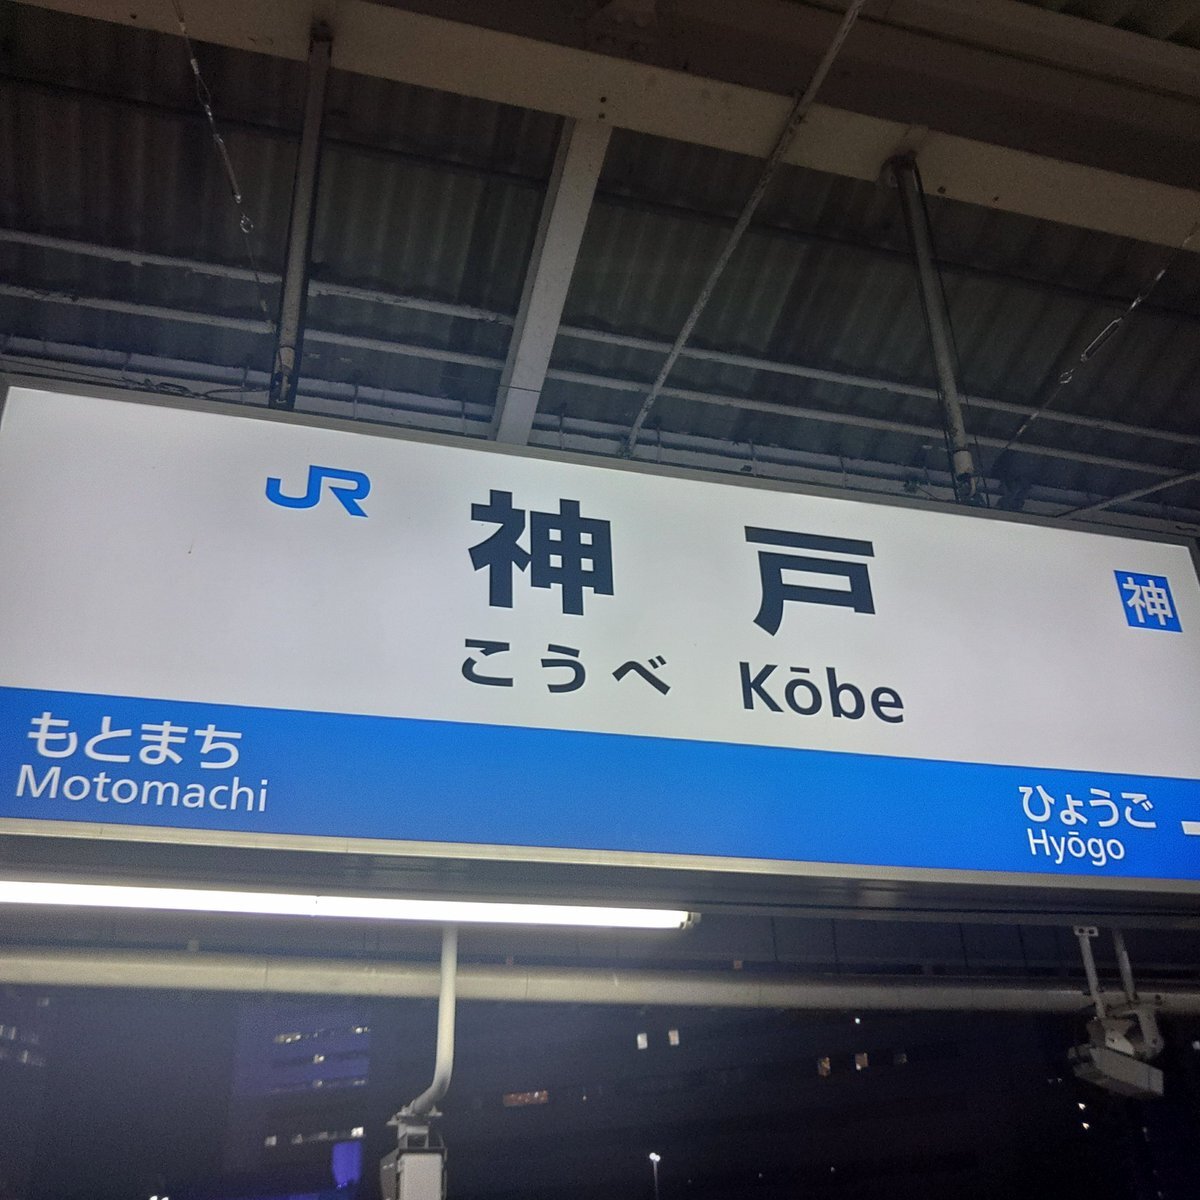 JR 神戸 神
こうべ Kōbe
もとまち
Motomachi
ひょうご
Hyōgo